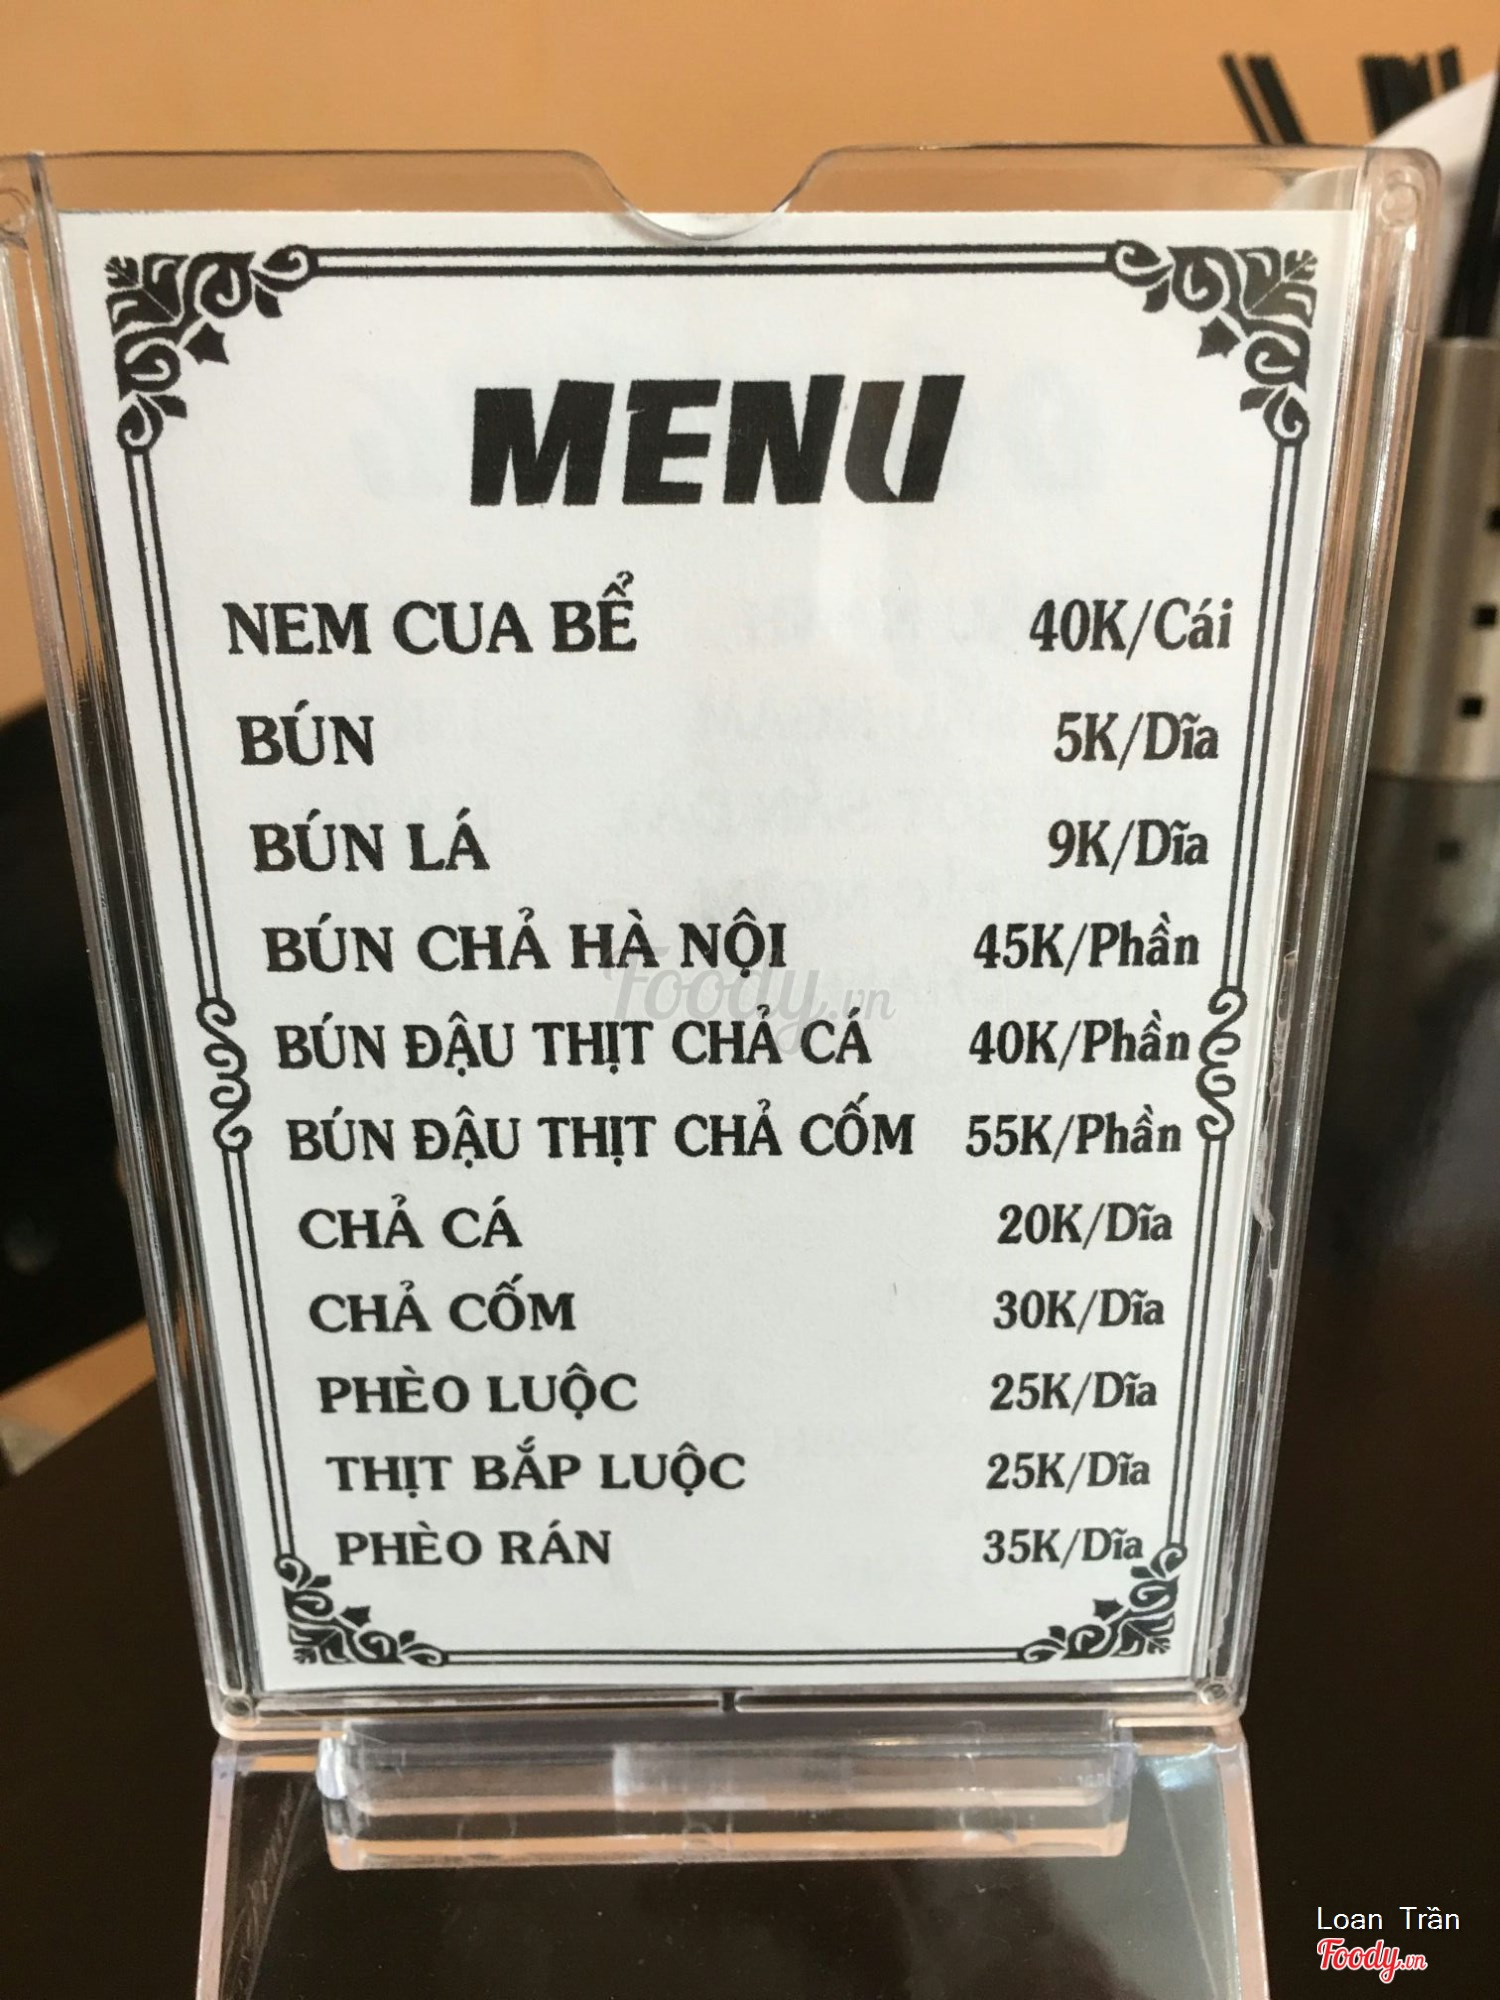 MENU
NEM CUA BỂ 40K/Cái
BÚN 5K/Dĩa
BÚN LÁ 9K/Dĩa
BÚN CHẢ HÀ NỘI 45K/Phần
Foody.vn
BÚN ĐẬU THỊT CHẢ CÁ 40K/Phần
BÚN ĐẬU THỊT CHẢ CỐM 55K/Phần
CHẢ CÁ 20K/Dĩa
CHẢ CỐM 30K/Dĩa
PHÈO LUỘC 25K/Dĩa
THỊT BẮP LUỘC 25K/Dĩa
PHÈO RÁN 35K/Dĩa
Loan Trần
Foody.vn